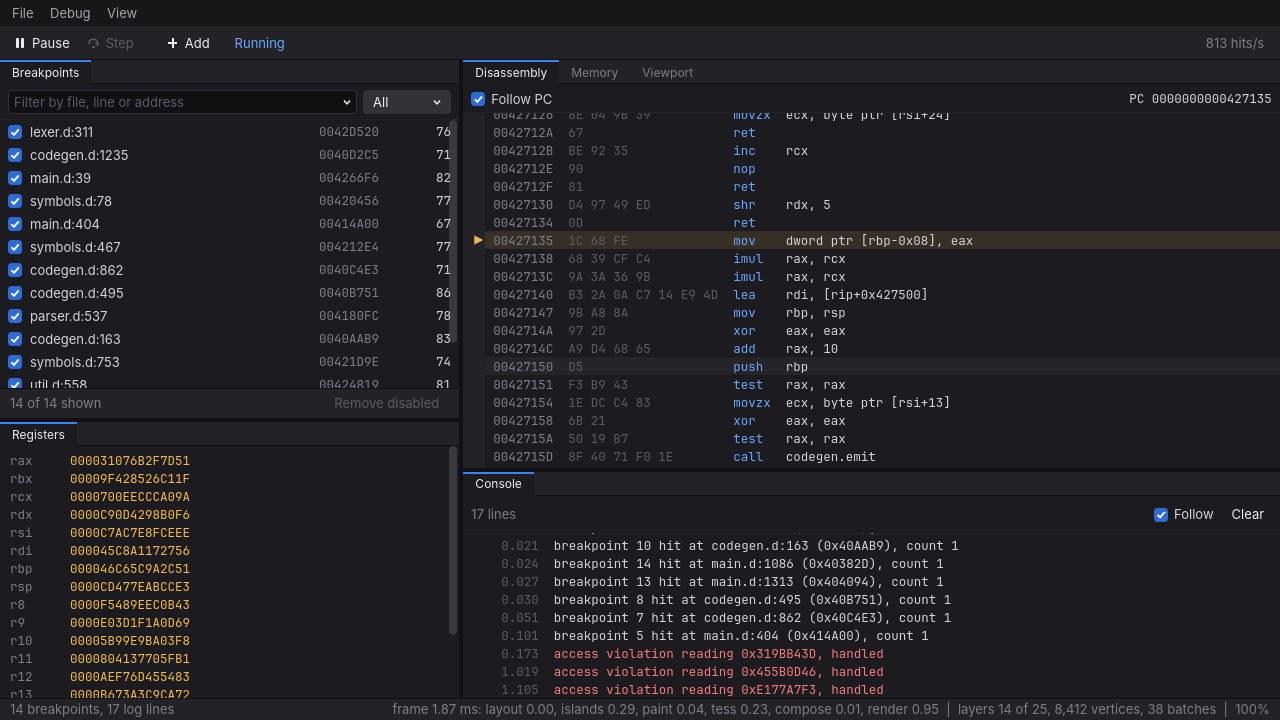 File Debug View
Pause Step Add Running 813 hits/s
Breakpoints
Filter by file, line or address All
lexer.d:311 0042D520 76
codegen.d:1235 0040D2C5 71
main.d:39 004266F6 82
symbols.d:78 00420456 77
main.d:404 00414A00 67
symbols.d:467 004212E4 77
codegen.d:862 0040C4E3 71
codegen.d:495 0040B751 86
parser.d:537 004180FC 78
codegen.d:163 0040AAB9 83
symbols.d:753 00421D9E 74
util.d:558 00424819 81
14 of 14 shown Remove disabled
Registers
rax 000031076B2F7D51
rbx 00009F428526C11F
rcx 0000700EECCCA09A
rdx 0000C90D4298B0F6
rsi 0000C7AC7E8FCEEE
rdi 000045C8A1172756
rbp 000046C65C9A2C51
rsp 0000CD477EABCCE3
r8 0000F5489EEC0B43
r9 0000E03D1F1A0D69
r10 00005B99E9BA03F8
r11 0000804137705FB1
r12 0000AEF76D455483
r13 0000B673A3C9CA72
Disassembly Memory Viewport
Follow PC PC 0000000000427135
00427126 8E 04 9B 39 movzx ecx, byte ptr [rsi+24]
0042712A 67 ret
0042712B BE 92 35 inc rcx
0042712E 90 nop
0042712F 81 ret
00427130 D4 97 49 ED shr rdx, 5
00427134 0D ret
00427135 1C 68 FE mov dword ptr [rbp-0x08], eax
00427138 68 39 CF C4 imul rax, rcx
0042713C 9A 3A 36 9B imul rax, rcx
00427140 B3 2A 0A C7 14 E9 4D lea rdi, [rip+0x427500]
00427147 9B A8 8A mov rbp, rsp
0042714A 97 2D xor eax, eax
0042714C A9 D4 68 65 add rax, 10
00427150 D5 push rbp
00427151 F3 B9 43 test rax, rax
00427154 1E DC C4 83 movzx ecx, byte ptr [rsi+13]
00427158 6B 21 xor eax, eax
0042715A 50 19 B7 test rax, rax
0042715D 8F 40 71 F0 1E call codegen.emit
Console
17 lines Follow Clear
0.021 breakpoint 10 hit at codegen.d:163 (0x40AAB9), count 1
0.024 breakpoint 14 hit at main.d:1086 (0x40382D), count 1
0.027 breakpoint 13 hit at main.d:1313 (0x404094), count 1
0.030 breakpoint 8 hit at codegen.d:495 (0x40B751), count 1
0.051 breakpoint 7 hit at codegen.d:862 (0x40C4E3), count 1
0.101 breakpoint 5 hit at main.d:404 (0x414A00), count 1
0.173 access violation reading 0x319BB43D, handled
1.019 access violation reading 0x455B0D46, handled
1.105 access violation reading 0xE177A7F3, handled
14 breakpoints, 17 log lines frame 1.87 ms: layout 0.00, islands 0.29, paint 0.04, tess 0.23, compose 0.01, render 0.95 | layers 14 of 25, 8,412 vertices, 38 batches | 100%